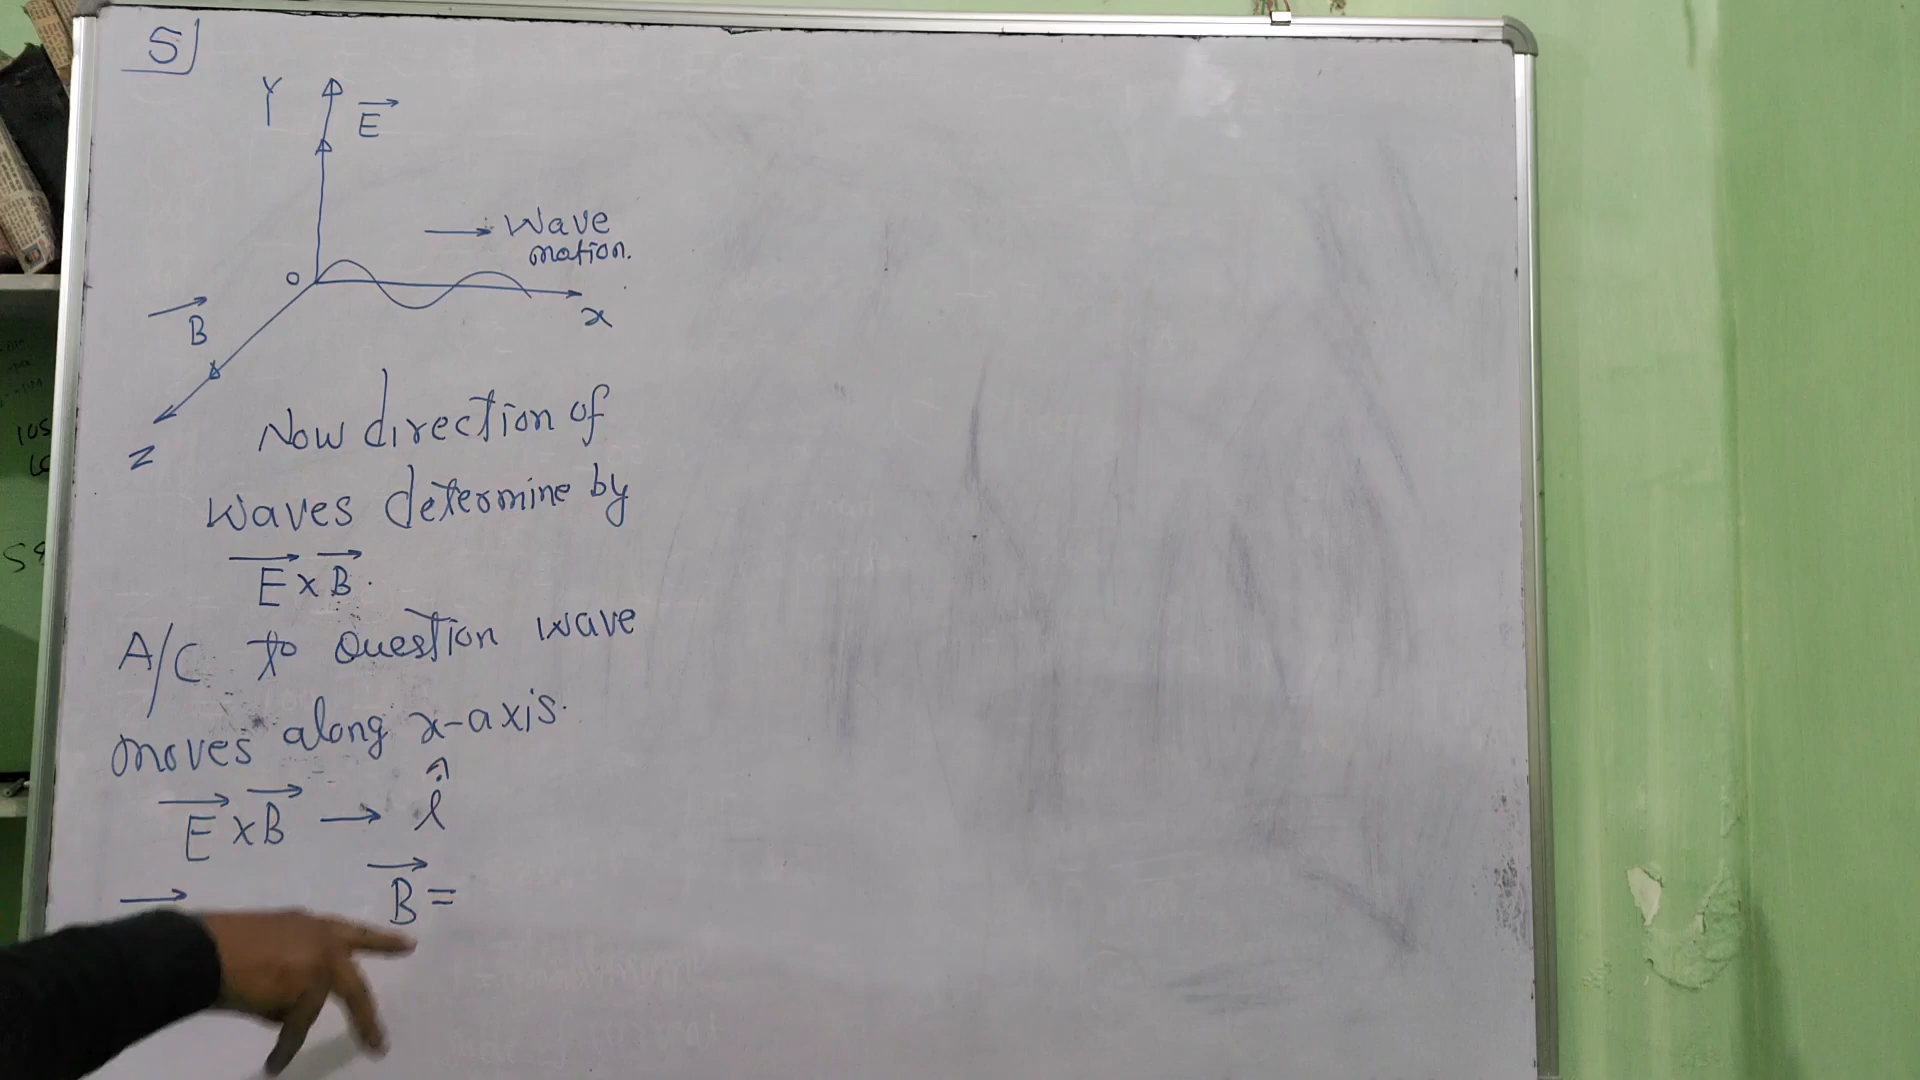 5
Y
E
Wave
motion.
O
x
B
Z
Now direction of
waves determine by
E x B.
A/C to Question wave
moves along x-axis.
E x B → î
B =